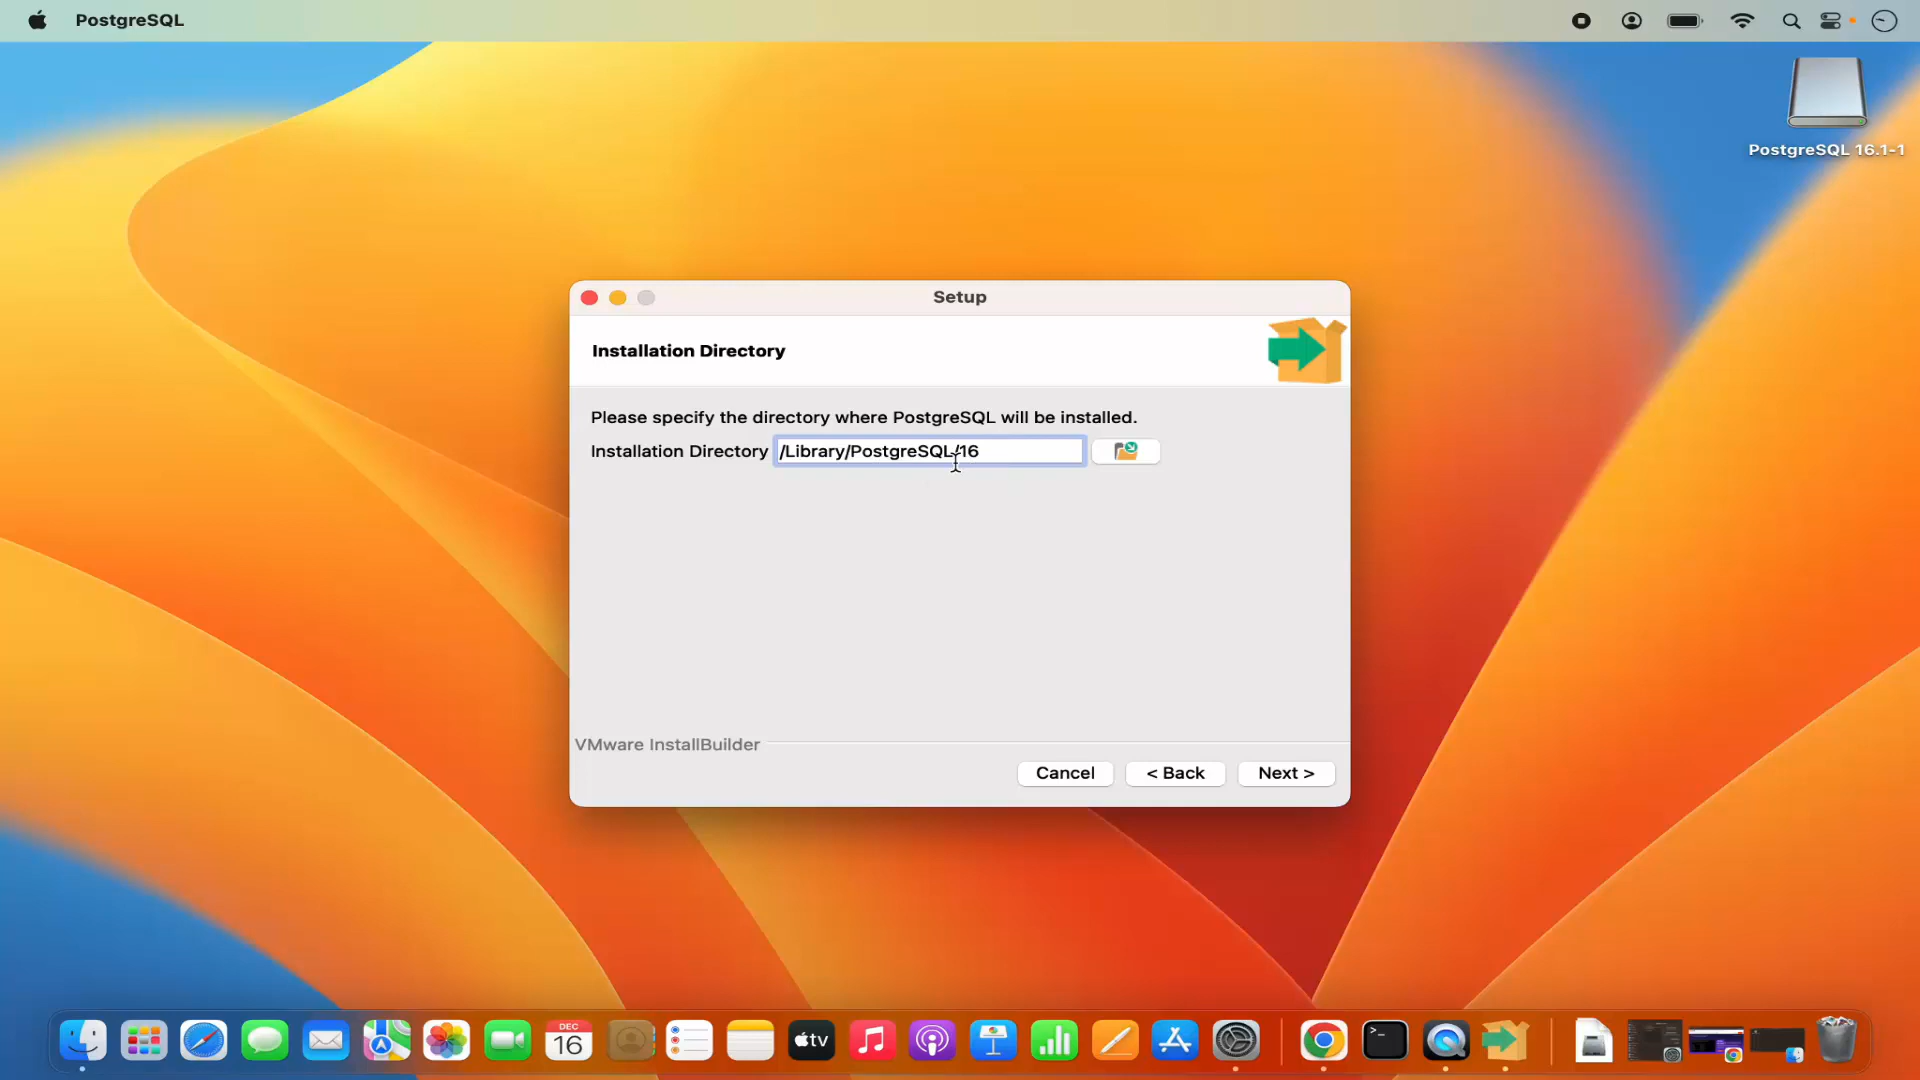 PostgreSQL
PostgreSQL 16.1-1
Setup
Installation Directory
Please specify the directory where PostgreSQL will be installed.
Installation Directory /Library/PostgreSQL/16
VMware InstallBuilder
Cancel < Back Next >
DEC
16
tv
>_